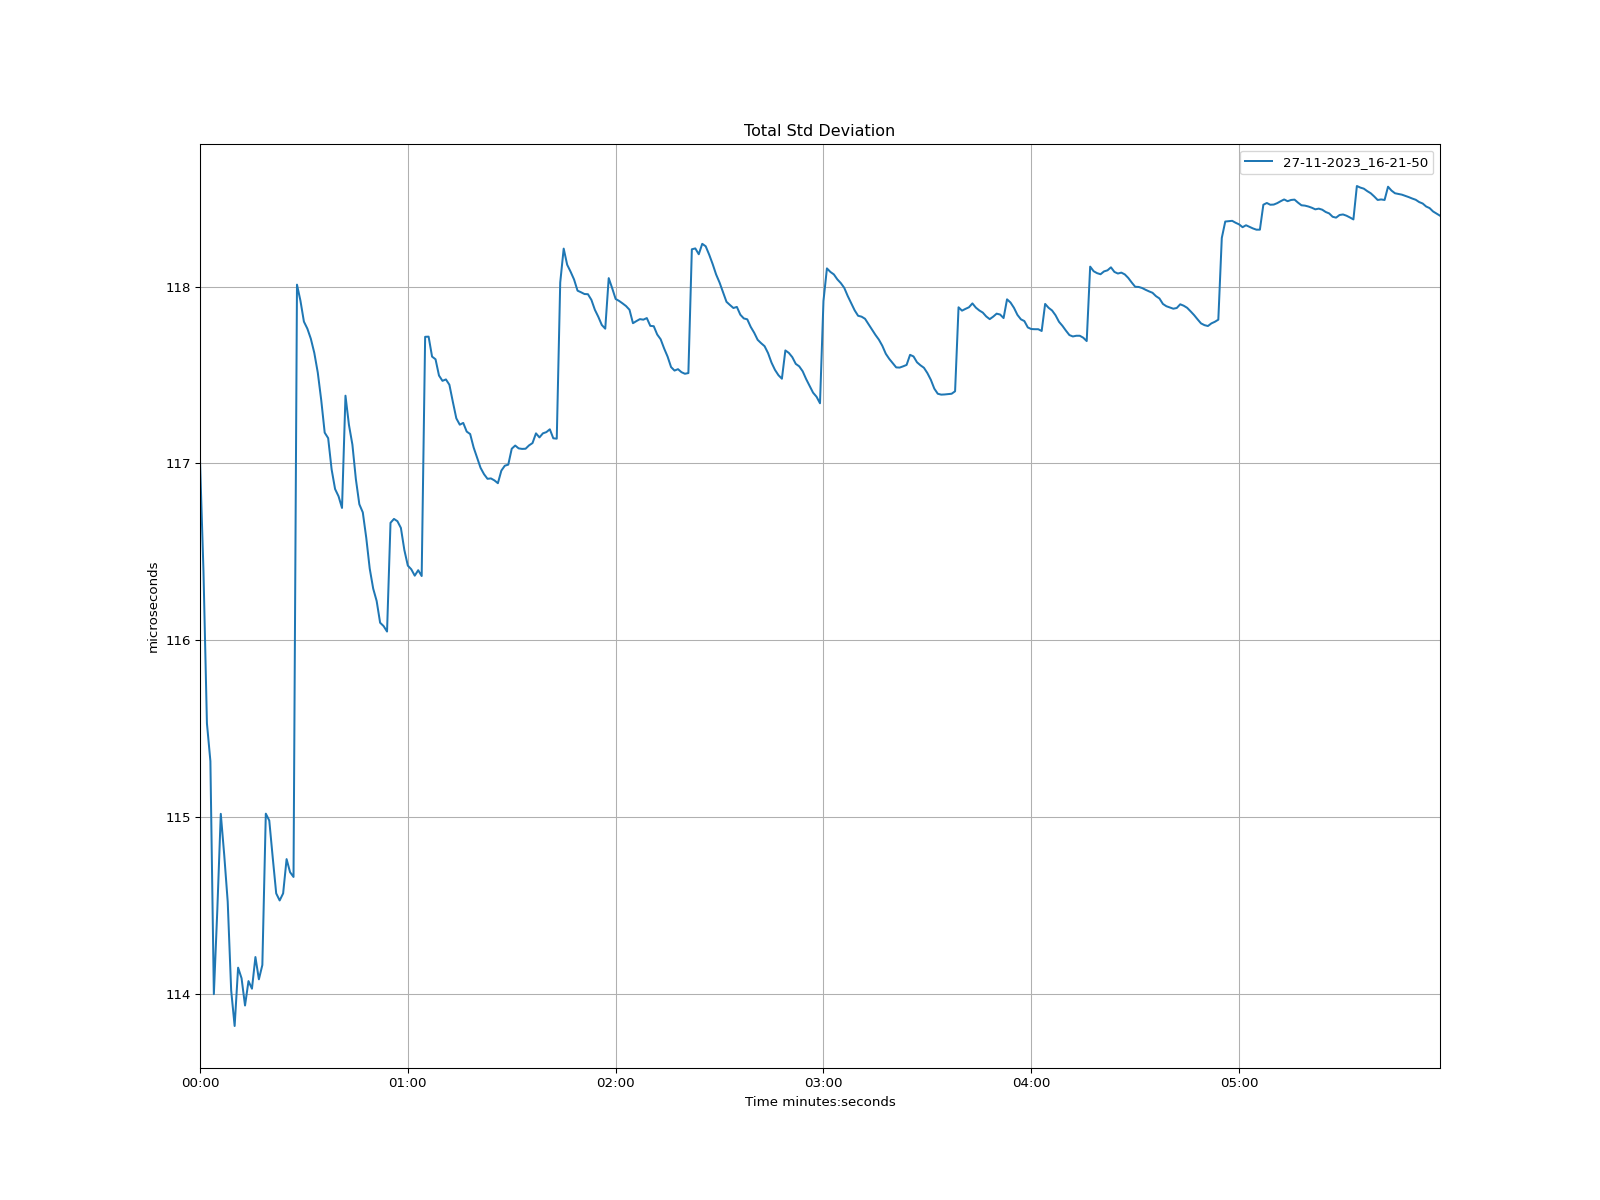 Total Std Deviation
27-11-2023_16-21-50
118
117
116
115
114
microseconds
00:00 01:00 02:00 03:00 04:00 05:00
Time minutes:seconds